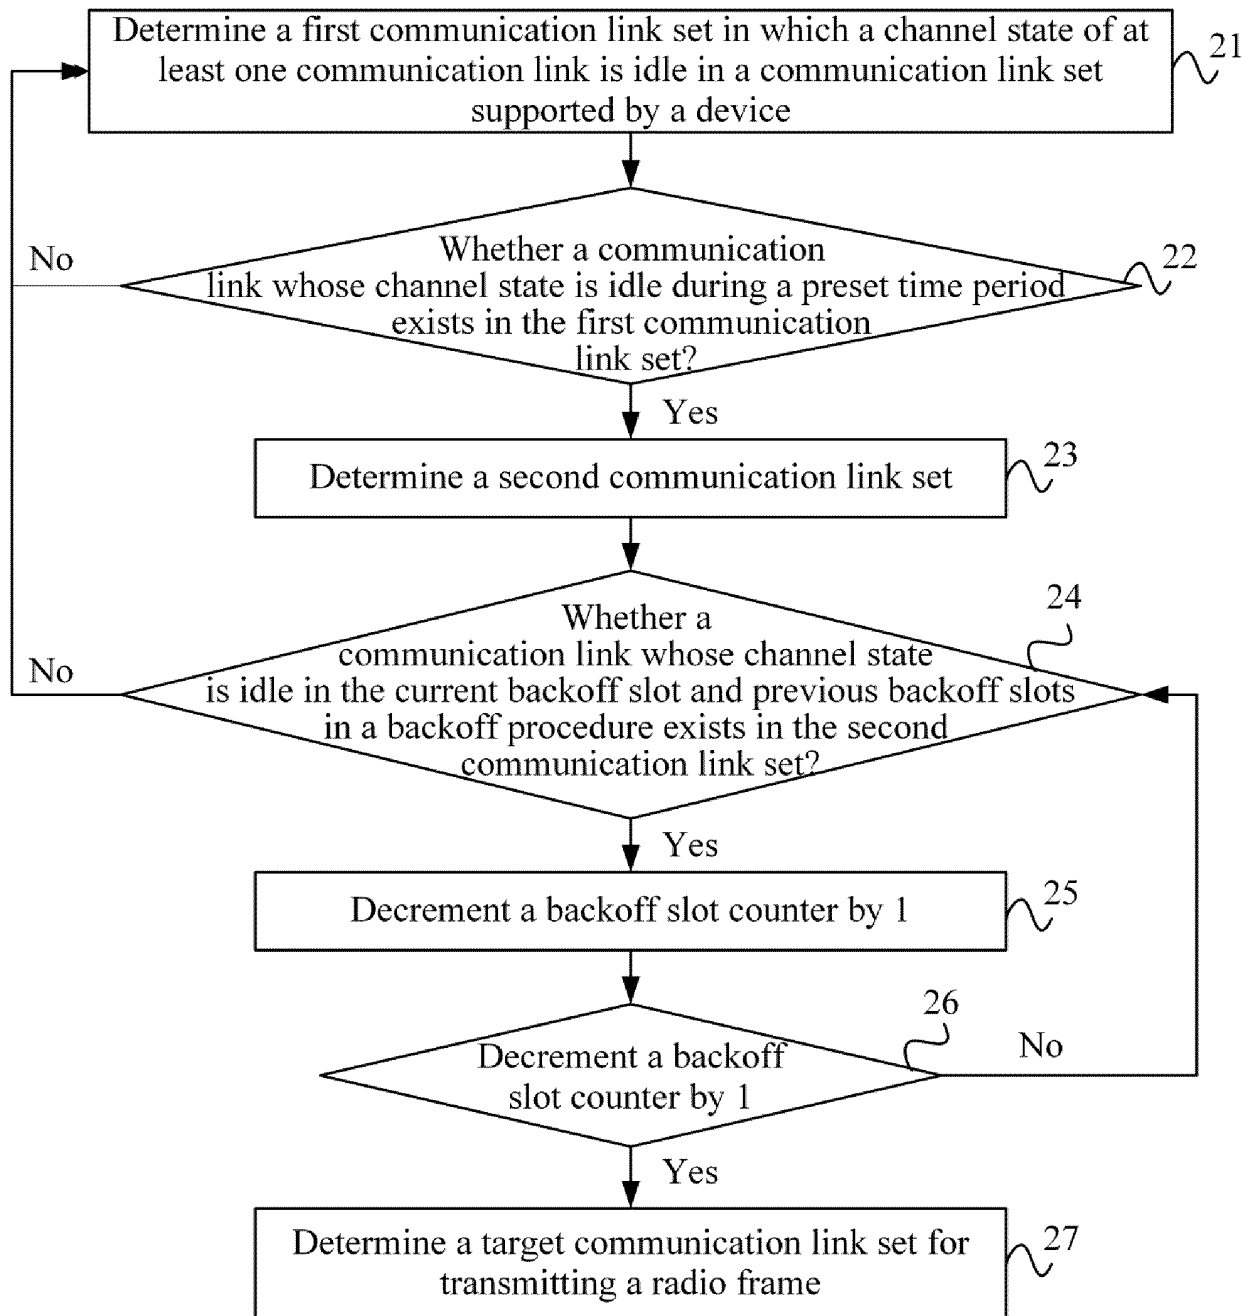 Determine a first communication link set in which a channel state of at
least one communication link is idle in a communication link set
supported by a device
21
No
Whether a communication
link whose channel state is idle during a preset time period
exists in the first communication
link set?
22
Yes
Determine a second communication link set
23
24
No
Whether a
communication link whose channel state
is idle in the current backoff slot and previous backoff slots
in a backoff procedure exists in the second
communication link set?
Yes
Decrement a backoff slot counter by 1
25
26
Decrement a backoff
slot counter by 1
No
Yes
Determine a target communication link set for
transmitting a radio frame
27